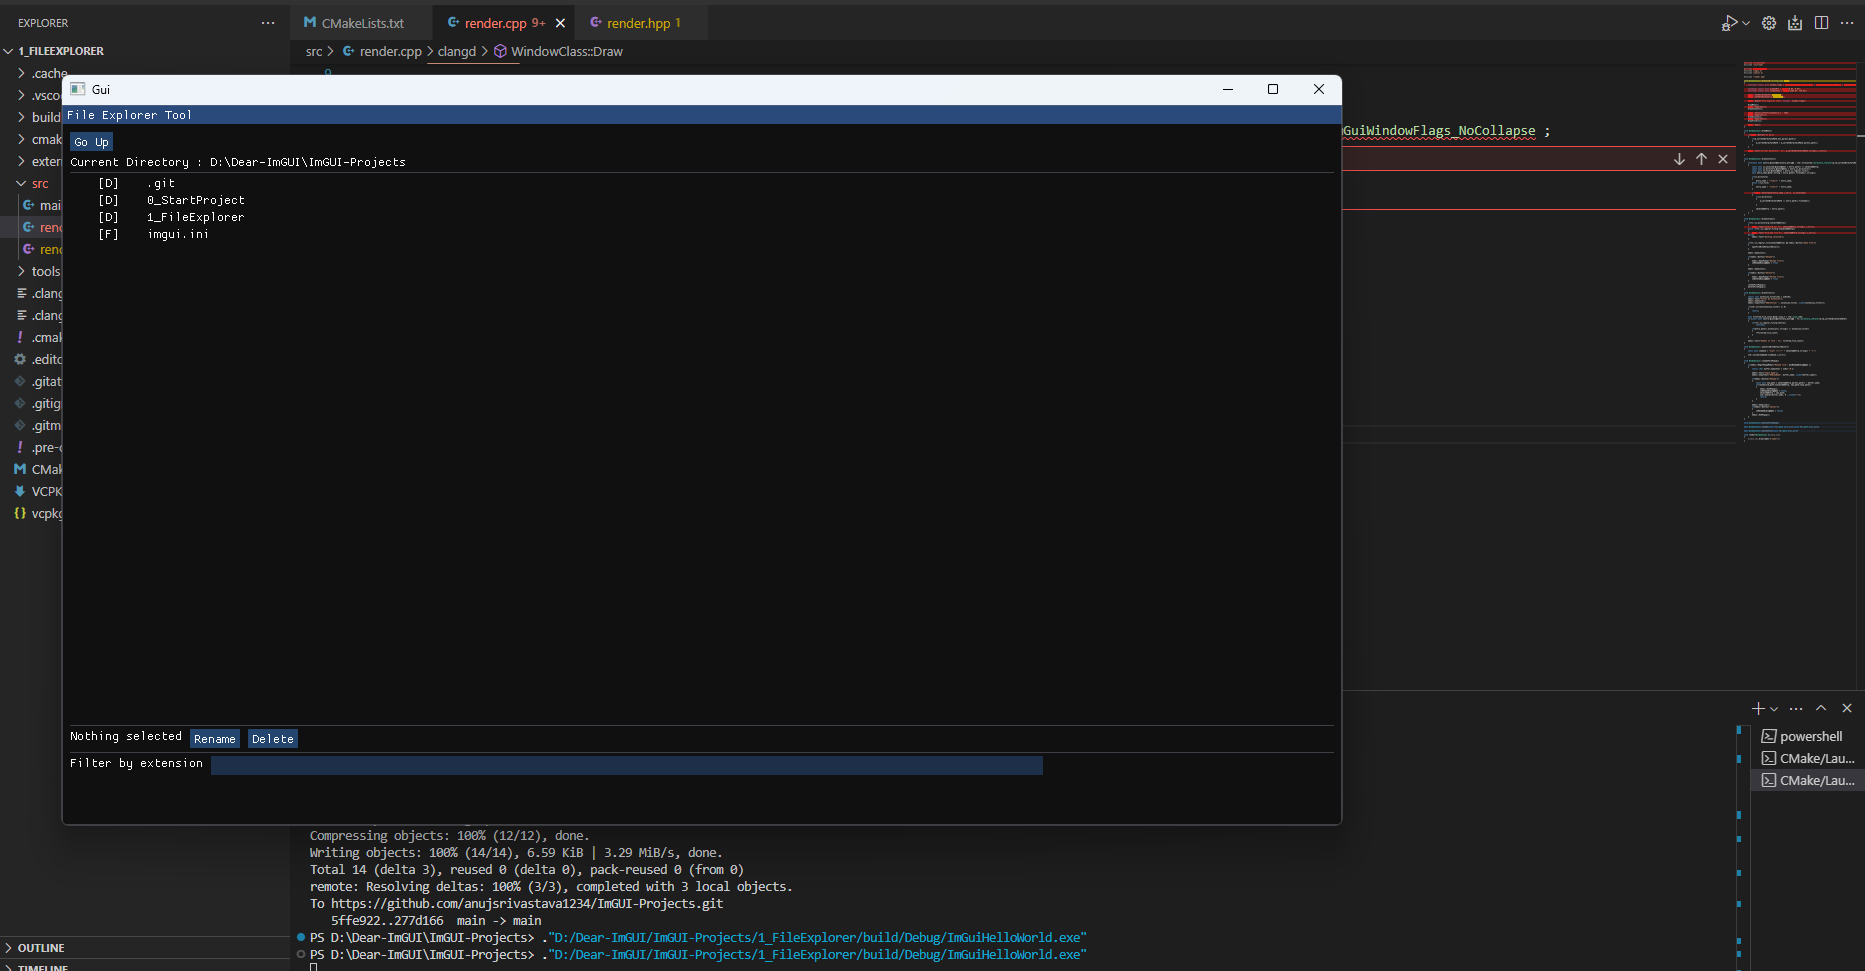 EXPLORER
CMakeLists.txt
render.cpp 9+
render.hpp 1
1_FILEEXPLORER
src > render.cpp > clangd > WindowClass::Draw
9
.cache
.vsco
build
cmak
exter
src
mai
rend
rend
tools
.clang
.clang
.cmak
.edito
.gitat
.gitig
.gitm
.pre-c
CMak
VCPK
vcpkg
OUTLINE
TIMELINE
Gui
File Explorer Tool
Go Up
Current Directory : D:\Dear-ImGUI\ImGUI-Projects
[D] .git
[D] 0_StartProject
[D] 1_FileExplorer
[F] imgui.ini
Nothing selected Rename Delete
Filter by extension
GuiWindowFlags_NoCollapse ;
Compressing objects: 100% (12/12), done.
Writing objects: 100% (14/14), 6.59 KiB | 3.29 MiB/s, done.
Total 14 (delta 3), reused 0 (delta 0), pack-reused 0 (from 0)
remote: Resolving deltas: 100% (3/3), completed with 3 local objects.
To https://github.com/anujsrivastava1234/ImGUI-Projects.git
5ffe922..277d166 main -> main
PS D:\Dear-ImGUI\ImGUI-Projects> ."D:/Dear-ImGUI/ImGUI-Projects/1_FileExplorer/build/Debug/ImGuiHelloWorld.exe"
PS D:\Dear-ImGUI\ImGUI-Projects> ."D:/Dear-ImGUI/ImGUI-Projects/1_FileExplorer/build/Debug/ImGuiHelloWorld.exe"
powershell
CMake/Lau...
CMake/Lau...